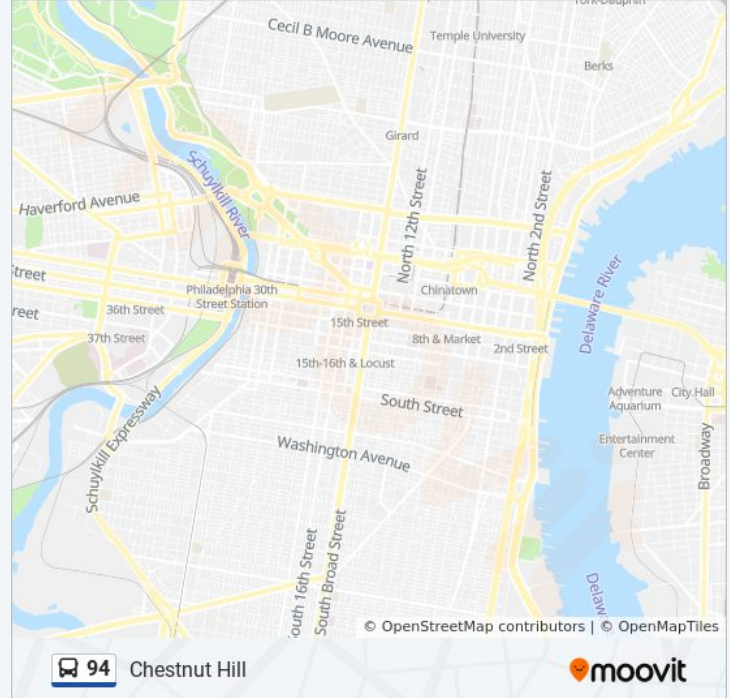 York-Dauphin
Cecil B Moore Avenue
Temple University
Berks
Girard
Schuylkill River
Haverford Avenue
North 12th Street
North 2nd Street
Delaware River
treet
Philadelphia 30th
Street Station
Chinatown
reet
36th Street
15th Street
37th Street
8th & Market
2nd Street
15th-16th & Locust
Adventure
Aquarium
City Hall
South Street
Schuylkill Expressway
Washington Avenue
Entertainment
Center
Broadway
outh 16th Street
South Broad Street
Delaw
© OpenStreetMap contributors | © OpenMapTiles
94 Chestnut Hill
moovit